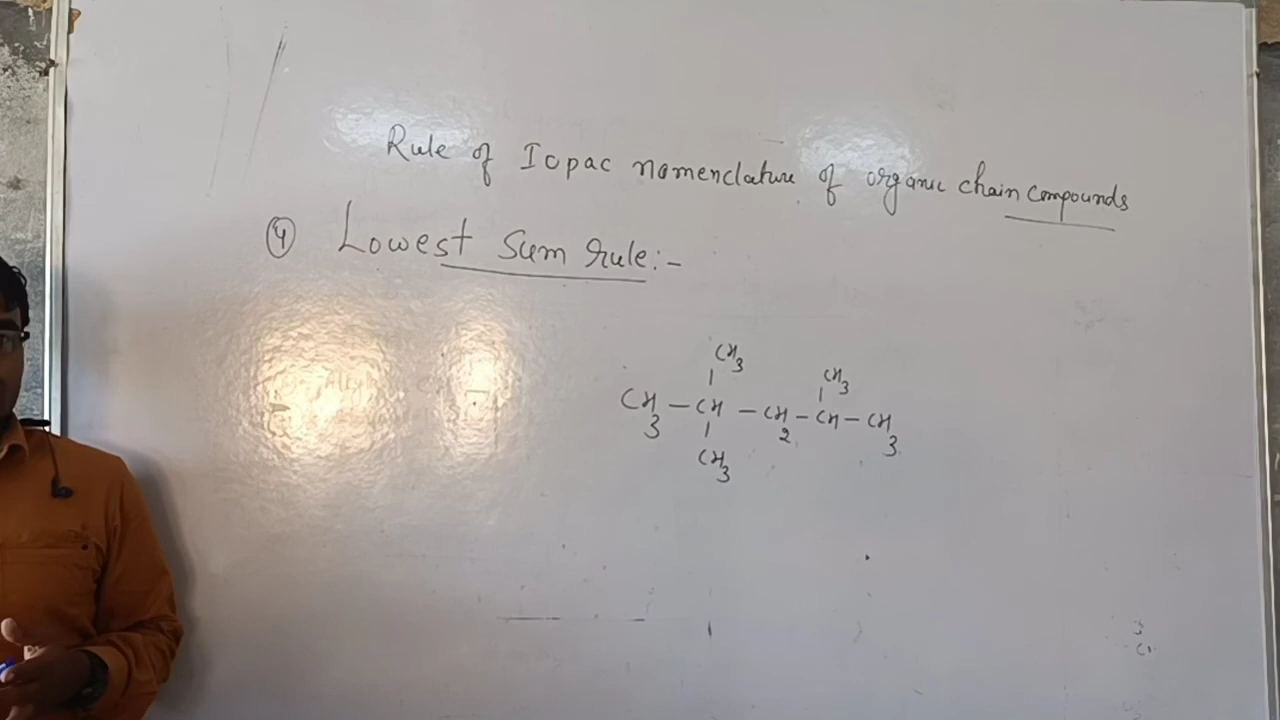 Rule of Iopac nomenclature of organic chain compounds
④ Lowest sum rule:-
CH3 CH3
CH3 – CH – CH2 – CH – CH3
CH3